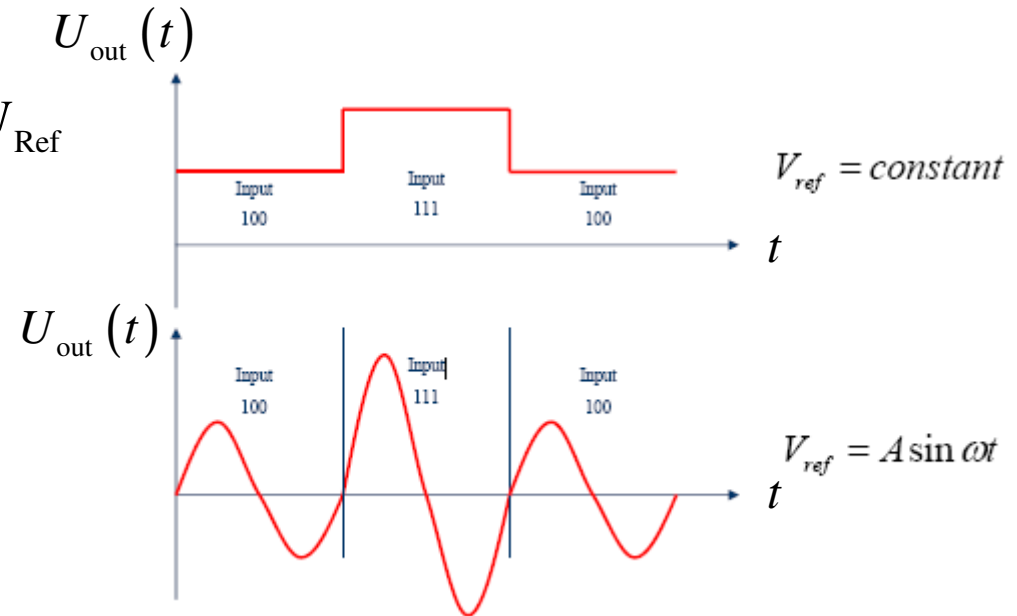 U_out (t)
V_Ref
Input
100
Input
111
Input
100
V_ref = constant
t
U_out (t)
Input
100
Input
111
Input
100
V_ref = A sin ωt
t